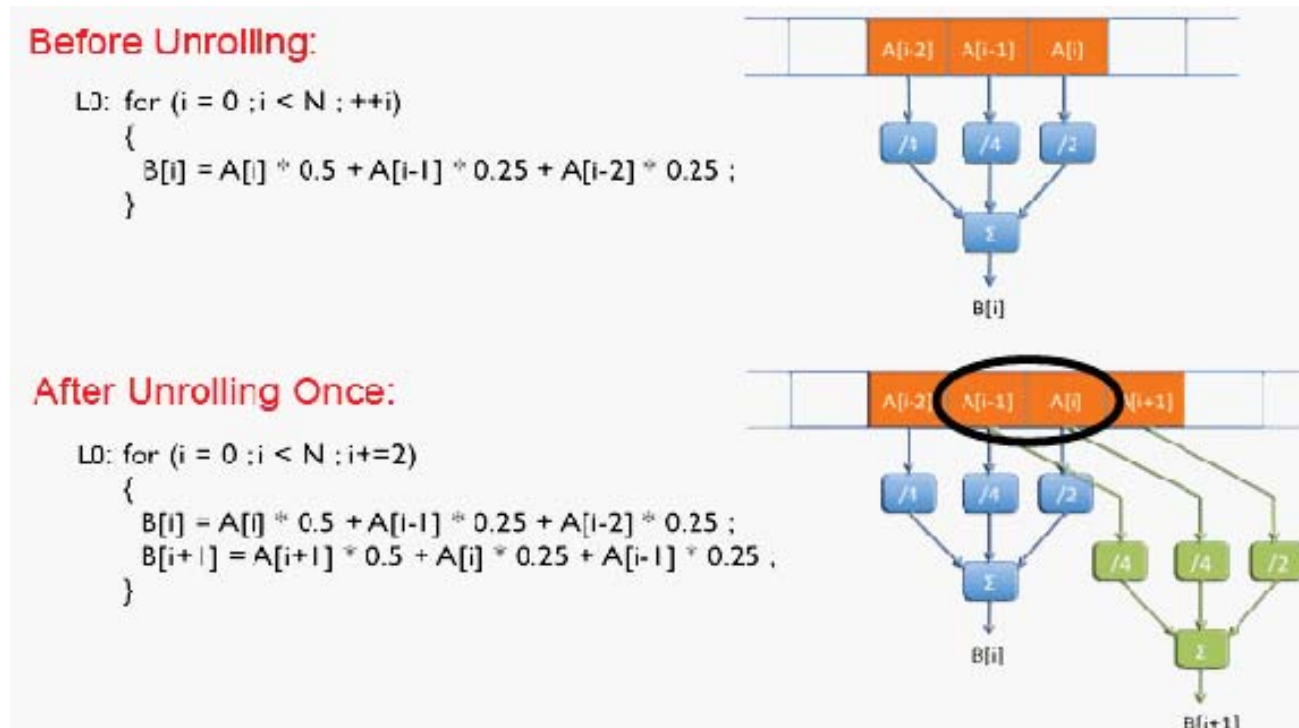 Before Unrolling:
L0: for (i = 0 ; i < N ; ++i)
{
B[i] = A[i] * 0.5 + A[i-1] * 0.25 + A[i-2] * 0.25 ;
}
A[i-2] A[i-1] A[i]
/4 /4 /2
Σ
B[i]
After Unrolling Once:
L0: for (i = 0 ; i < N ; i+=2)
{
B[i] = A[i] * 0.5 + A[i-1] * 0.25 + A[i-2] * 0.25 ;
B[i+1] = A[i+1] * 0.5 + A[i] * 0.25 + A[i-1] * 0.25 ,
}
A[i-2] A[i-1] A[i] A[i+1]
/4 /4 /2
/4 /4 /2
Σ
B[i]
Σ
B[i+1]